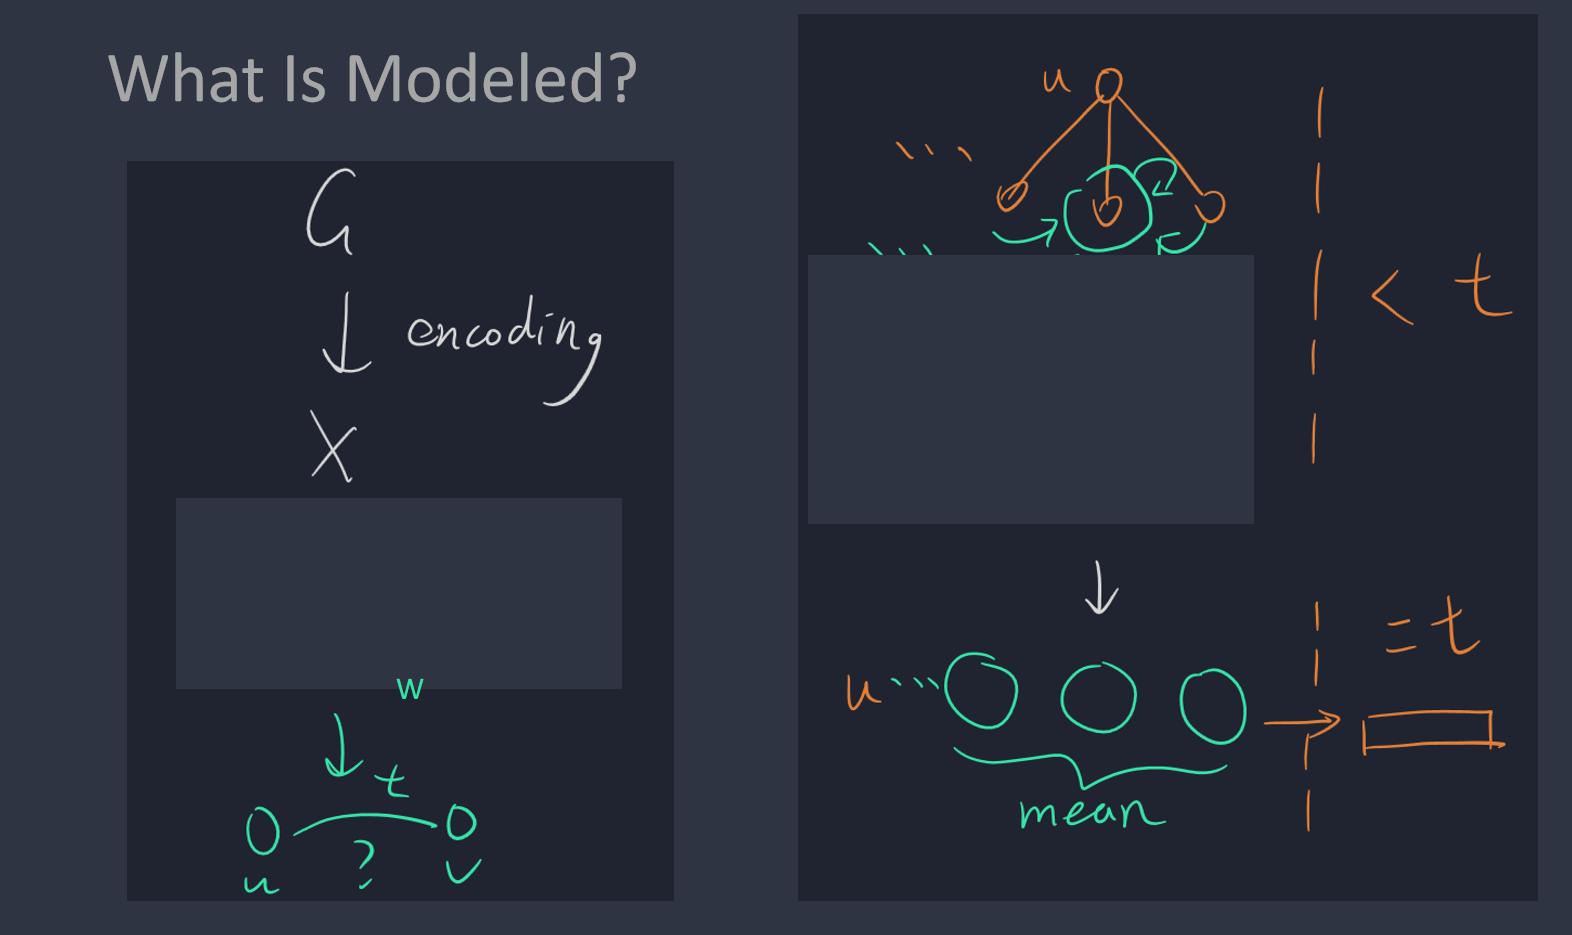 What Is Modeled?
G
encoding
X
w
t
?
u
v
u
< t
= t
u
mean